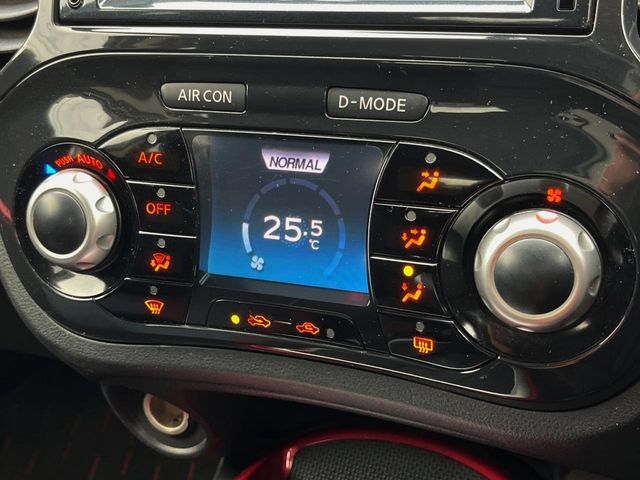 AIR CON
D-MODE
PUSH AUTO
A/C
NORMAL
OFF
25.5
°C